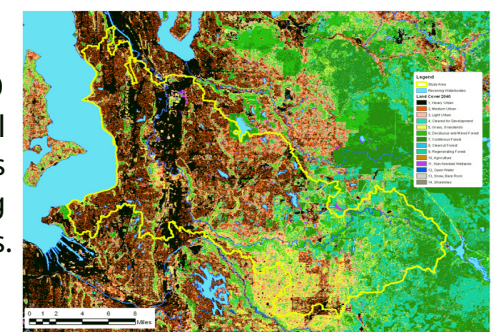 )
l
s
g
s.
Legend
Study Area
Receiving Waterbodies
Land Cover 2040
1, Heavy Urban
2, Medium Urban
3, Light Urban
4, Cleared for Development
5, Grass, Grasslands
6, Deciduous and Mixed Forest
7, Coniferous Forest
8, Clearcut Forest
9, Regenerating Forest
10, Agriculture
11, Non-forested Wetlands
12, Open Water
13, Snow, Bare Rock
14, Shorelines
0 1 2 4 6 8
Miles